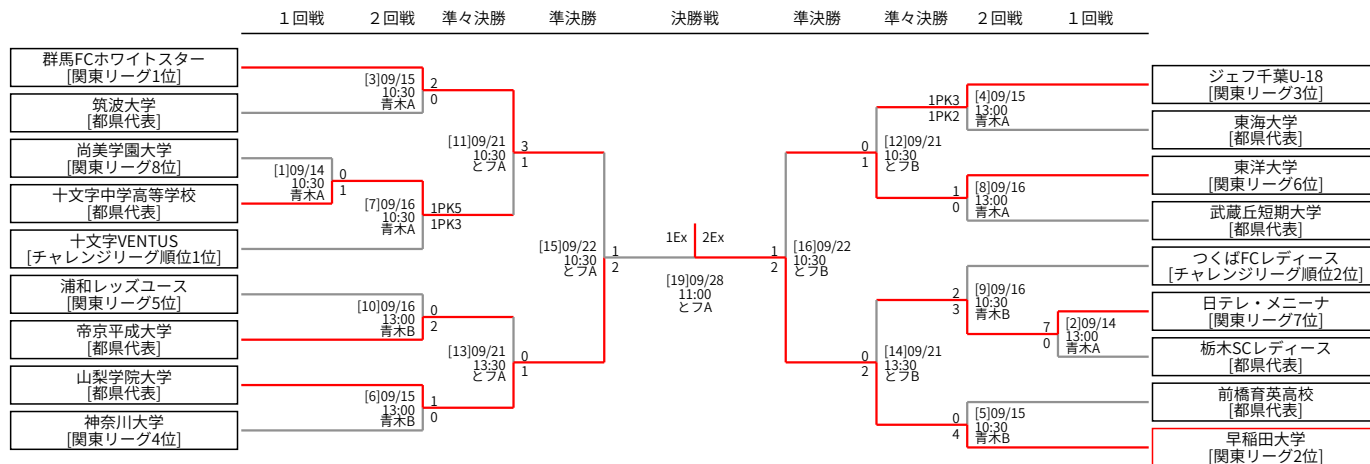 １回戦
２回戦
準々決勝
準決勝
決勝戦
準決勝
準々決勝
２回戦
１回戦
群馬FCホワイトスター
[関東リーグ1位]
筑波大学
[都県代表]
尚美学園大学
[関東リーグ8位]
十文字中学高等学校
[都県代表]
十文字VENTUS
[チャレンジリーグ順位1位]
浦和レッズユース
[関東リーグ5位]
帝京平成大学
[都県代表]
山梨学院大学
[都県代表]
神奈川大学
[関東リーグ4位]
[1]09/14
10:30
青木A
0
1
[3]09/15
10:30
青木A
2
0
[7]09/16
10:30
青木A
1PK5
1PK3
[10]09/16
13:00
青木B
0
2
[6]09/15
13:00
青木B
1
0
[11]09/21
10:30
とフA
3
1
[13]09/21
13:30
とフA
0
1
[15]09/22
10:30
とフA
1
2
1Ex
2Ex
[19]09/28
11:00
とフA
1
2
[16]09/22
10:30
とフB
0
1
[12]09/21
10:30
とフB
0
2
[14]09/21
13:30
とフB
1PK3
1PK2
[4]09/15
13:00
青木A
1
0
[8]09/16
13:00
青木A
2
3
[9]09/16
10:30
青木B
7
0
[2]09/14
13:00
青木A
0
4
[5]09/15
10:30
青木B
ジェフ千葉U-18
[関東リーグ3位]
東海大学
[都県代表]
東洋大学
[関東リーグ6位]
武蔵丘短期大学
[都県代表]
つくばFCレディース
[チャレンジリーグ順位2位]
日テレ・メニーナ
[関東リーグ7位]
栃木SCレディース
[都県代表]
前橋育英高校
[都県代表]
早稲田大学
[関東リーグ2位]